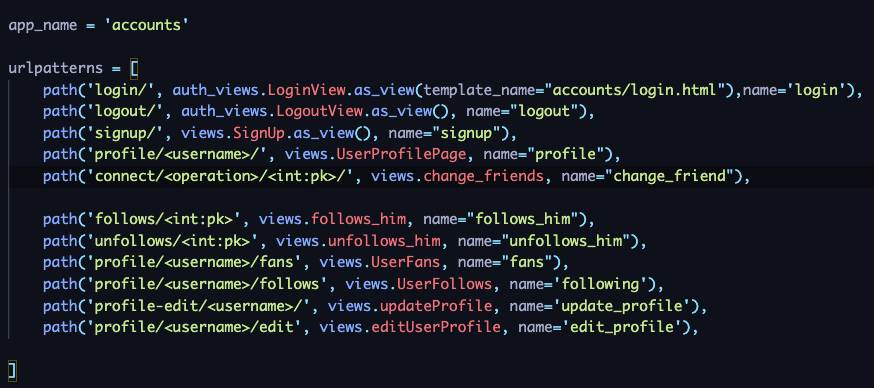 app_name = 'accounts'
urlpatterns = [
path('login/', auth_views.LoginView.as_view(template_name="accounts/login.html"),name='login'),
path('logout/', auth_views.LogoutView.as_view(), name="logout"),
path('signup/', views.SignUp.as_view(), name="signup"),
path('profile/<username>/', views.UserProfilePage, name="profile"),
path('connect/<operation>/<int:pk>/', views.change_friends, name="change_friend"),
path('follows/<int:pk>', views.follows_him, name="follows_him"),
path('unfollows/<int:pk>', views.unfollows_him, name="unfollows_him"),
path('profile/<username>/fans', views.UserFans, name="fans"),
path('profile/<username>/follows', views.UserFollows, name='following'),
path('profile-edit/<username>/', views.updateProfile, name='update_profile'),
path('profile/<username>/edit', views.editUserProfile, name='edit_profile'),
]